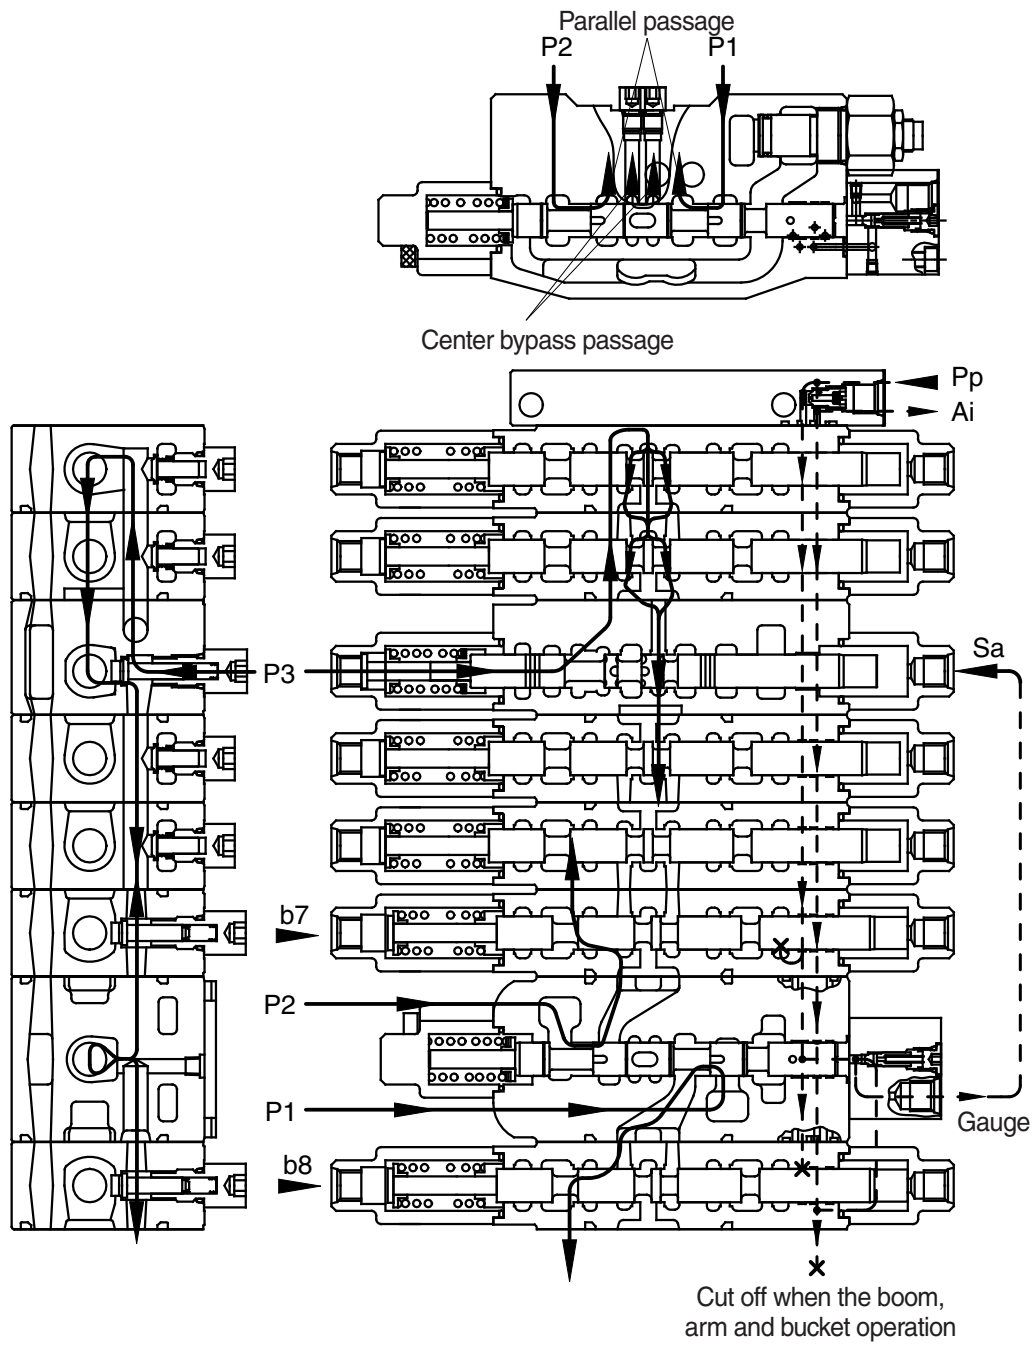 Parallel passage
P2
P1
Center bypass passage
Pp
Ai
Sa
P3
b7
P2
P1
Gauge
b8
Cut off when the boom,
arm and bucket operation